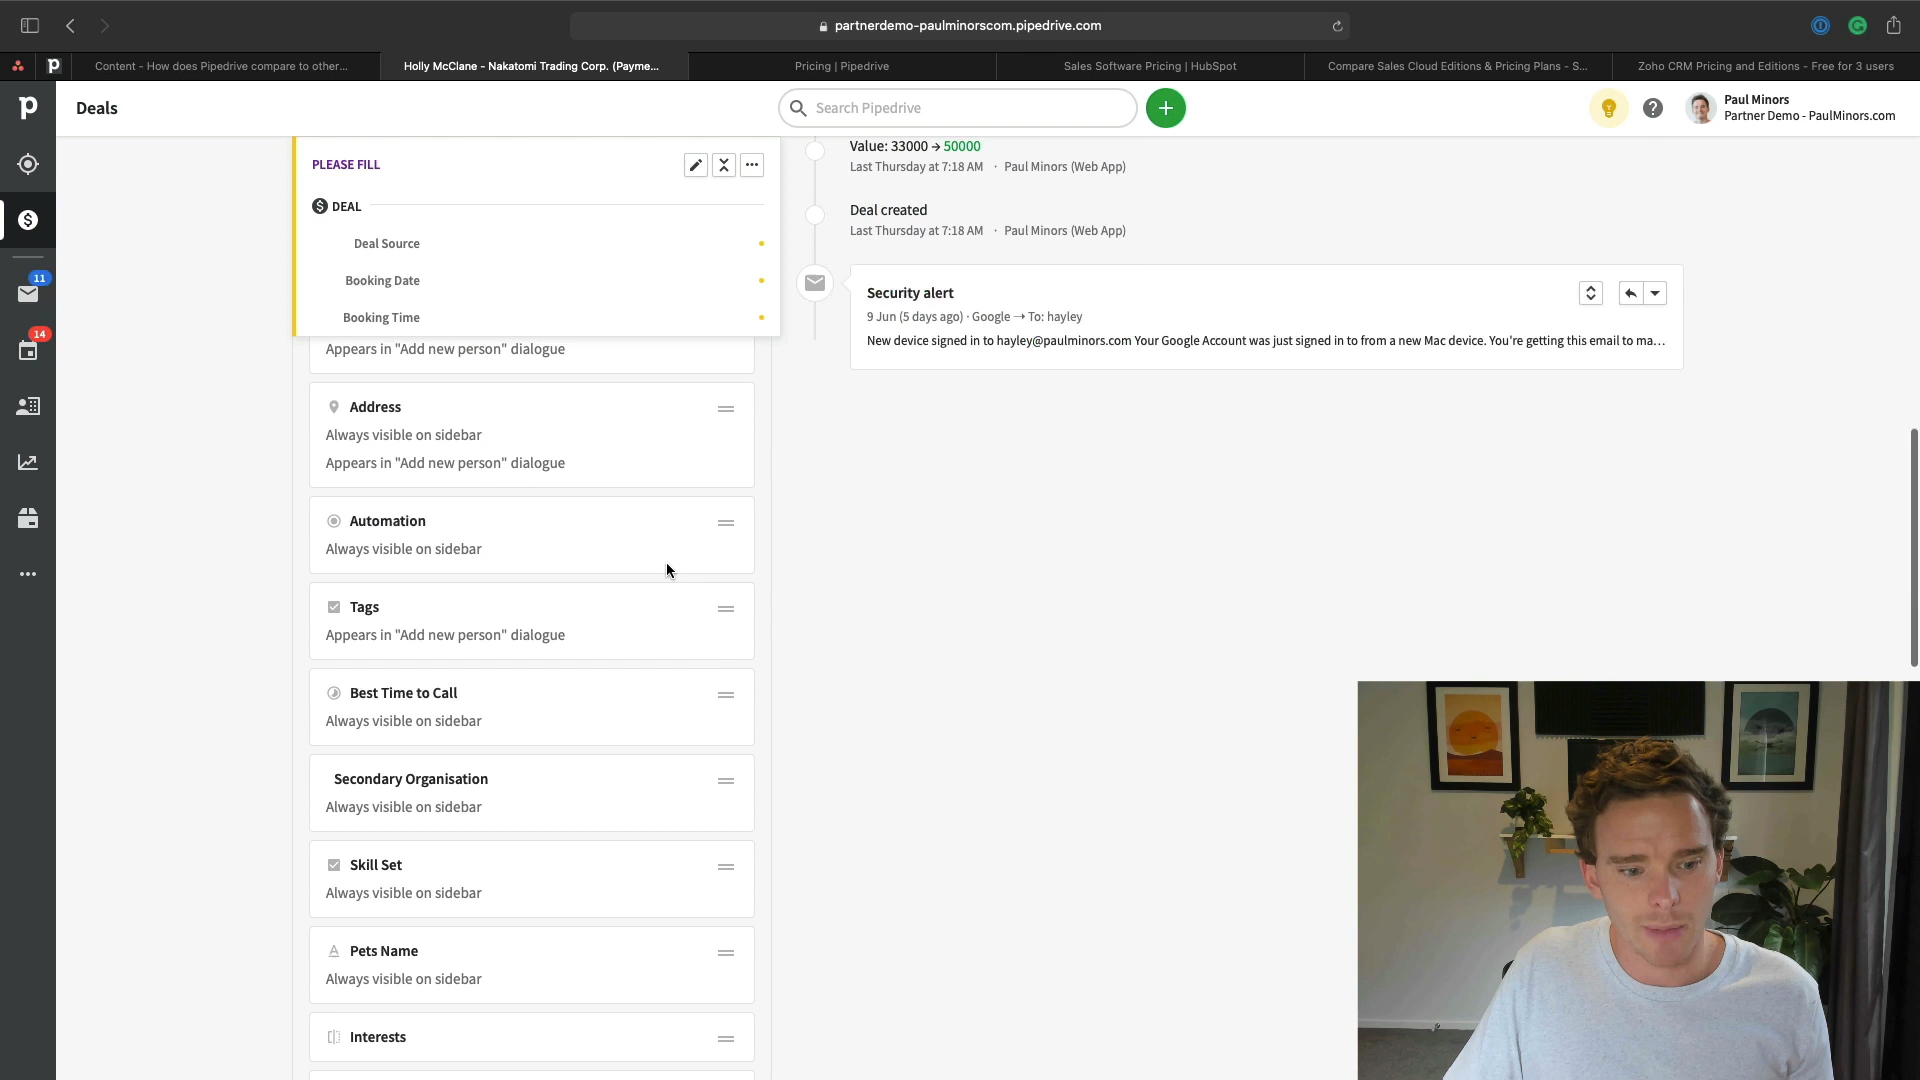 partnerdemo-paulminorscom.pipedrive.com
Content - How does Pipedrive compare to other...
Holly McClane - Nakatomi Trading Corp. (Payme...
Pricing | Pipedrive
Sales Software Pricing | HubSpot
Compare Sales Cloud Editions & Pricing Plans - S...
Zoho CRM Pricing and Editions - Free for 3 users
Deals
Search Pipedrive
Paul Minors
Partner Demo - PaulMinors.com
11
14
PLEASE FILL
DEAL
Deal Source
Booking Date
Booking Time
Appears in "Add new person" dialogue
Address
Always visible on sidebar
Appears in "Add new person" dialogue
Automation
Always visible on sidebar
Tags
Appears in "Add new person" dialogue
Best Time to Call
Always visible on sidebar
Secondary Organisation
Always visible on sidebar
Skill Set
Always visible on sidebar
Pets Name
Always visible on sidebar
Interests
Value: 33000 → 50000
Last Thursday at 7:18 AM · Paul Minors (Web App)
Deal created
Last Thursday at 7:18 AM · Paul Minors (Web App)
Security alert
9 Jun (5 days ago) · Google → To: hayley
New device signed in to hayley@paulminors.com Your Google Account was just signed in to from a new Mac device. You're getting this email to ma...